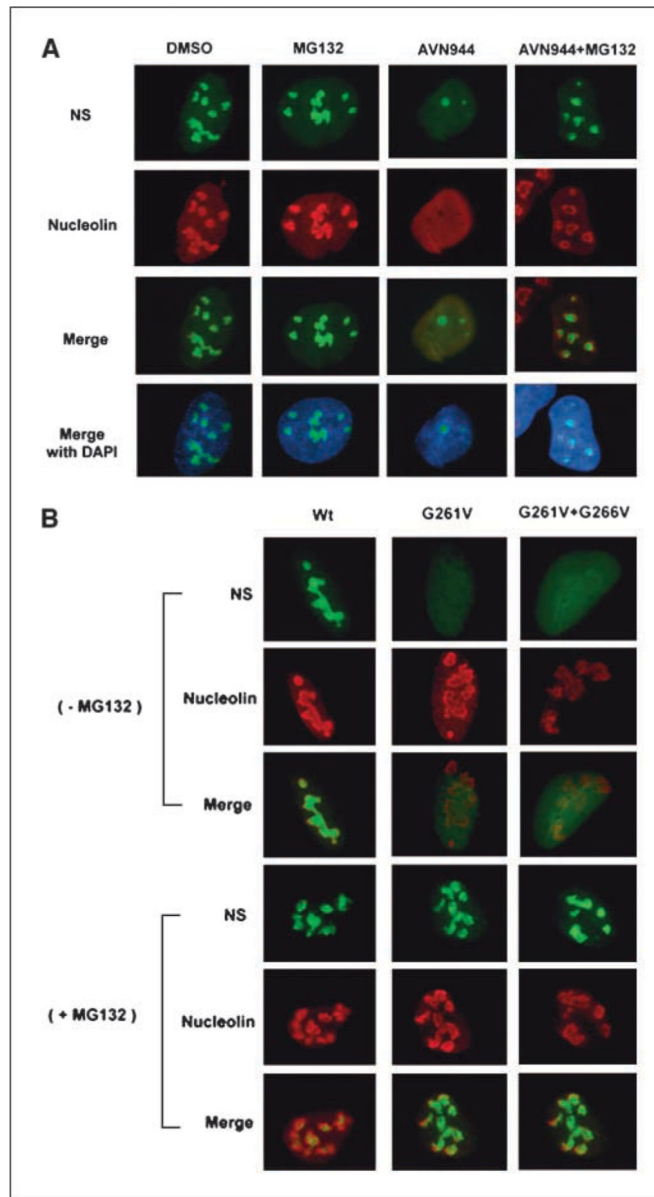 A
DMSO MG132 AVN944 AVN944+MG132
NS
Nucleolin
Merge
Merge
with DAPI
B
Wt G261V G261V+G266V
NS
( - MG132 )
Nucleolin
Merge
NS
( + MG132 )
Nucleolin
Merge